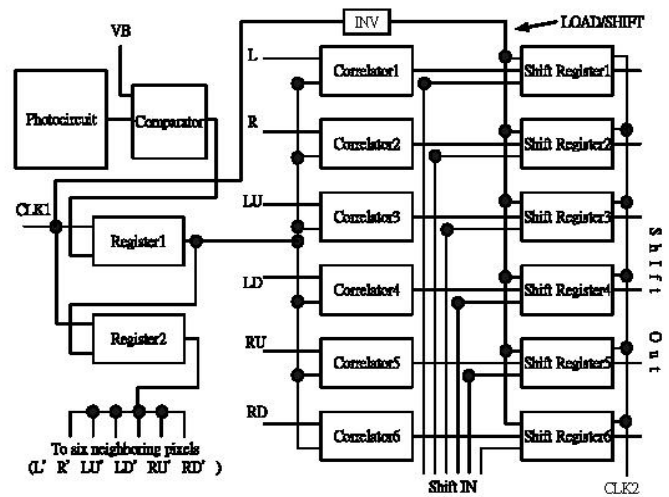 INV
LOAD/SHIFT
VB
L
Correlator1
Shift Register1
Photocircuit
Comparator
R
Correlator2
Shift Register2
CLK1
LU
Correlator3
Shift Register3
Register1
LD
Correlator4
Shift Register4
Register2
RU
Correlator5
Shift Register5
RD
Correlator6
Shift Register6
Shift Out
To six neighboring pixels
(L' R' LU' LD' RU' RD' )
Shift IN
CLK2